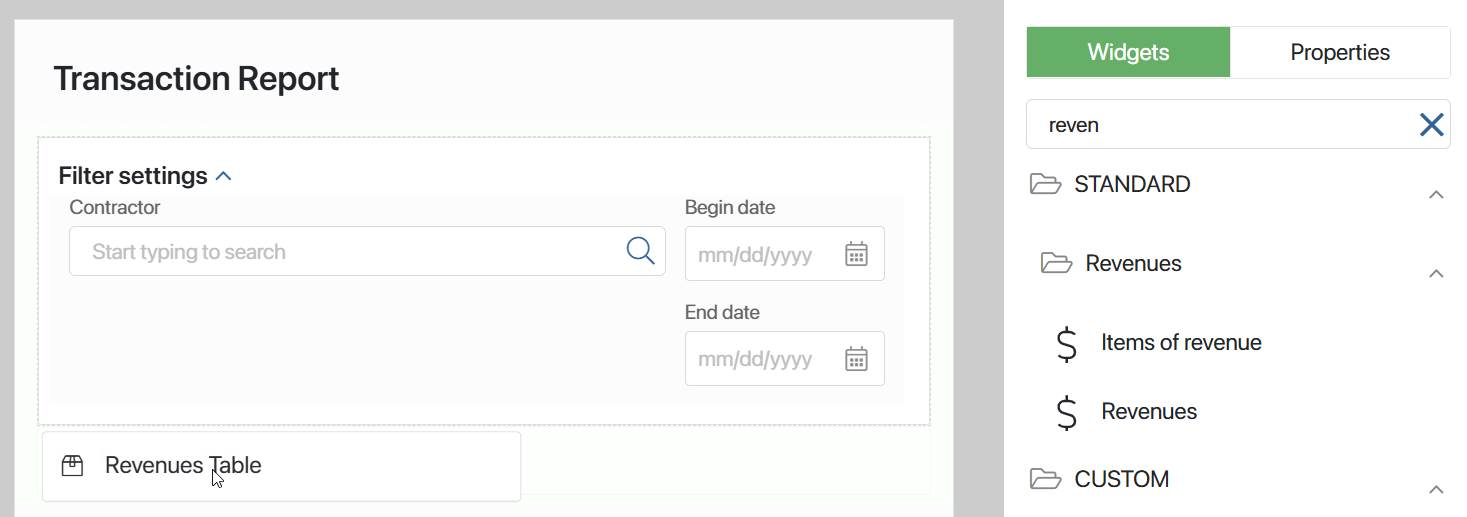 Transaction Report
Filter settings
Contractor
Start typing to search
Begin date
mm/dd/yyyy
End date
mm/dd/yyyy
Revenues Table
Widgets
Properties
reven
STANDARD
Revenues
Items of revenue
Revenues
CUSTOM